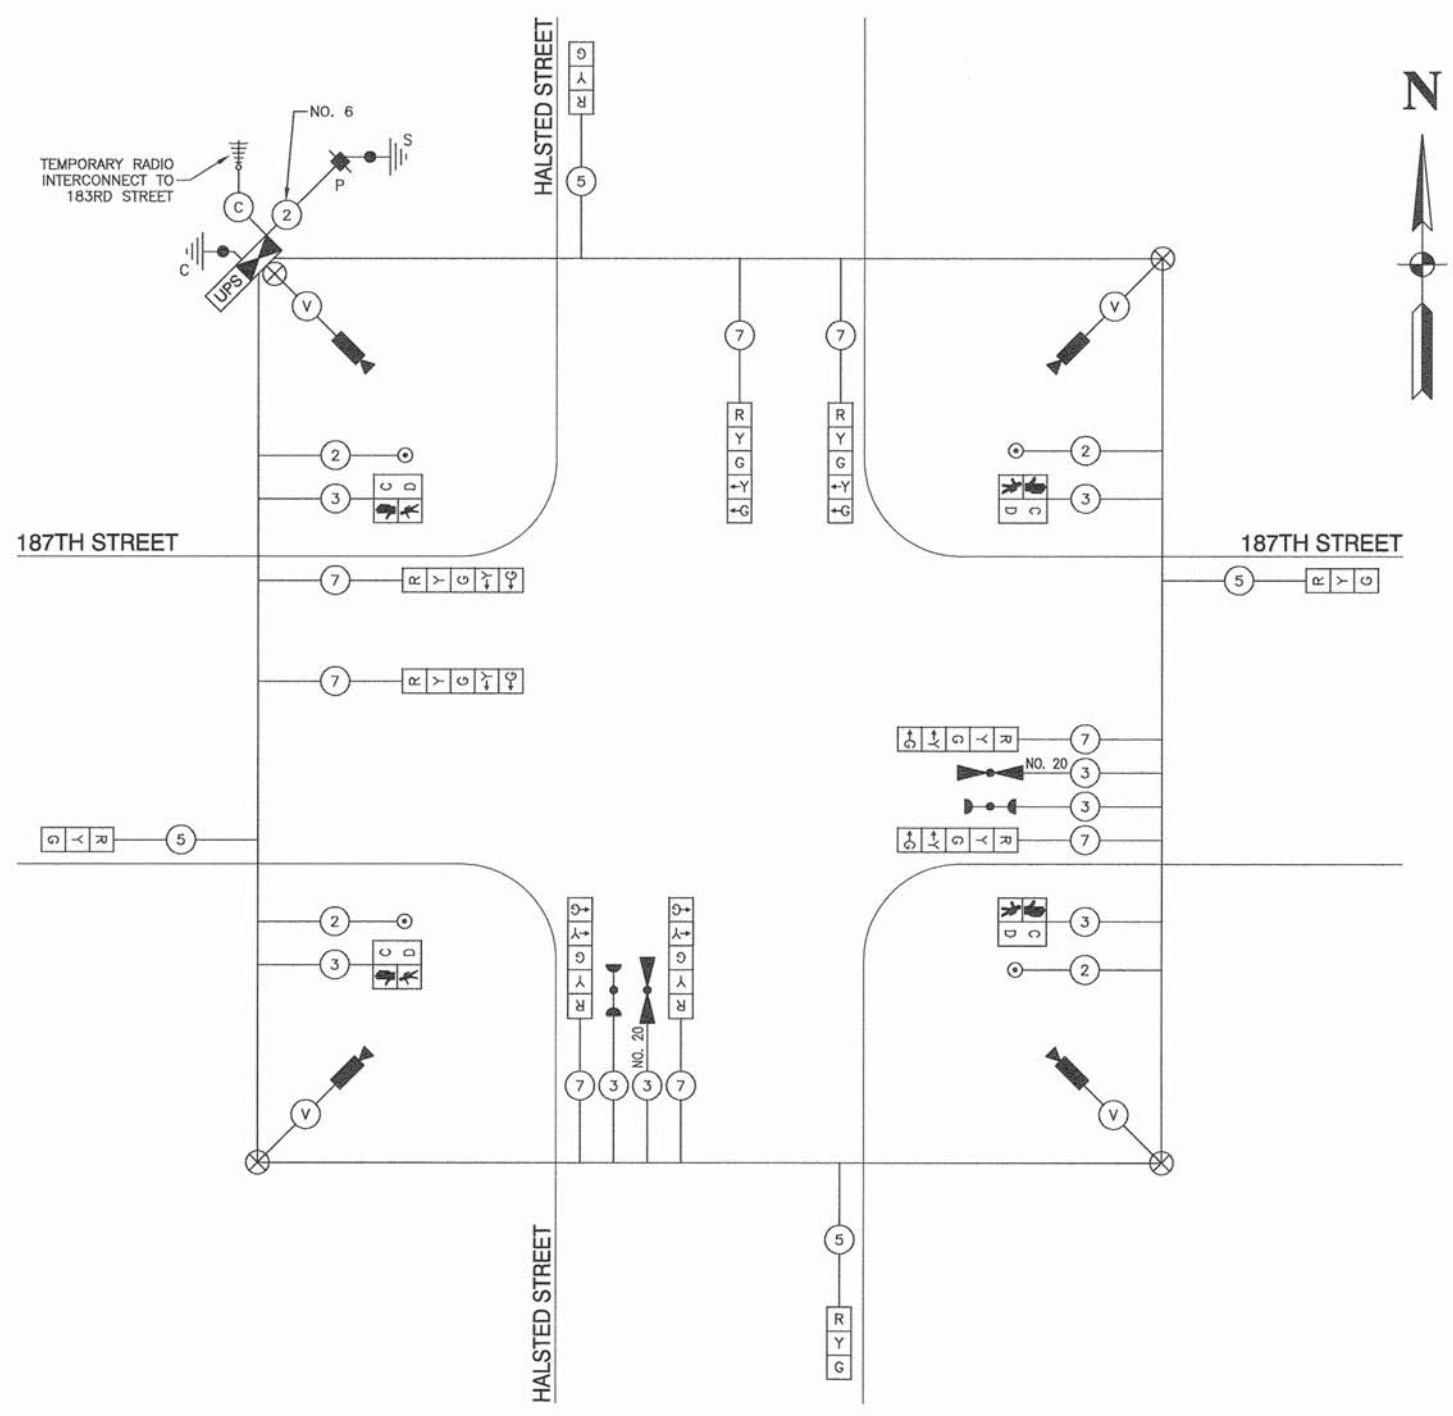 HALSTED STREET
G
Y
R
5
N
NO. 6
TEMPORARY RADIO
INTERCONNECT TO
183RD STREET
S
P
C
2
C
UPS
V
V
7
7
R
Y
G
←Y
←G
R
Y
G
←Y
←G
2
3
C D
2
3
D C
187TH STREET
187TH STREET
7
R Y G ←Y ←G
5
R Y G
7
R Y G ←Y ←G
←G ←Y G Y R
7
NO. 20
3
3
←G ←Y G Y R
7
G Y R
5
2
3
C D
3
D C
2
←G
←Y
G
Y
R
←G
←Y
G
Y
R
NO. 20
7
3
3
7
V
V
HALSTED STREET
5
R
Y
G